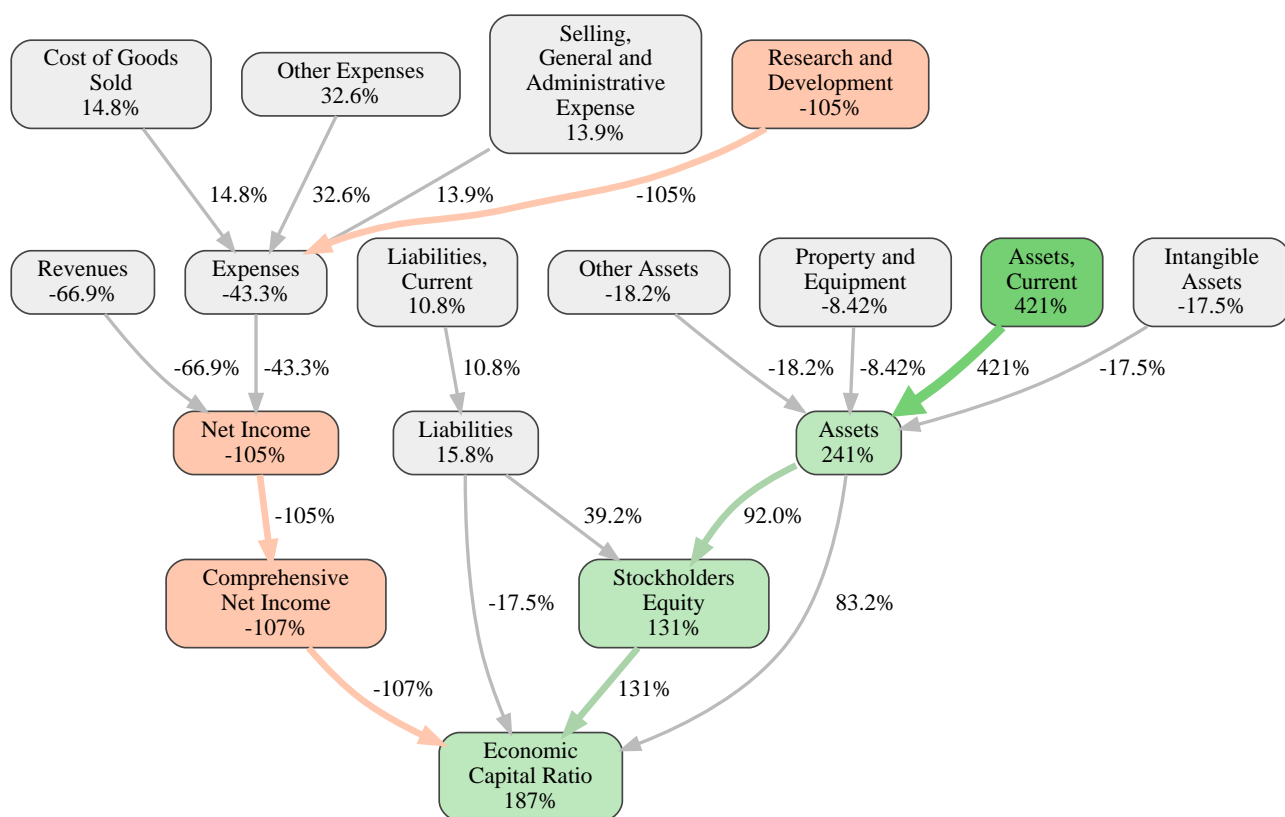 Cost of Goods
Sold
14.8%
Other Expenses
32.6%
Selling,
General and
Administrative
Expense
13.9%
Research and
Development
-105%
14.8%
32.6%
13.9%
-105%
Revenues
-66.9%
Expenses
-43.3%
Liabilities,
Current
10.8%
Other Assets
-18.2%
Property and
Equipment
-8.42%
Assets,
Current
421%
Intangible
Assets
-17.5%
-66.9%
-43.3%
10.8%
-18.2%
-8.42%
421%
-17.5%
Net Income
-105%
Liabilities
15.8%
Assets
241%
-105%
39.2%
92.0%
Comprehensive
Net Income
-107%
-17.5%
Stockholders
Equity
131%
83.2%
-107%
131%
Economic
Capital Ratio
187%